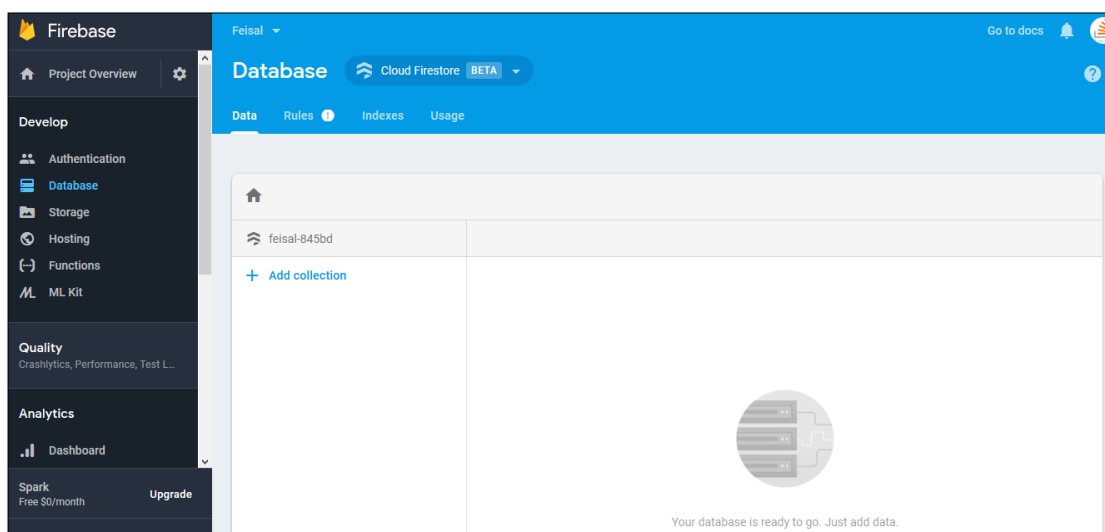 Firebase
Project Overview
Develop
Authentication
Database
Storage
Hosting
Functions
ML Kit
Quality
Crashlytics, Performance, Test L...
Analytics
Dashboard
Spark
Free $0/month
Upgrade
Feisal
Go to docs
Database
Cloud Firestore BETA
Data Rules Indexes Usage
feisal-845bd
+ Add collection
Your database is ready to go. Just add data.